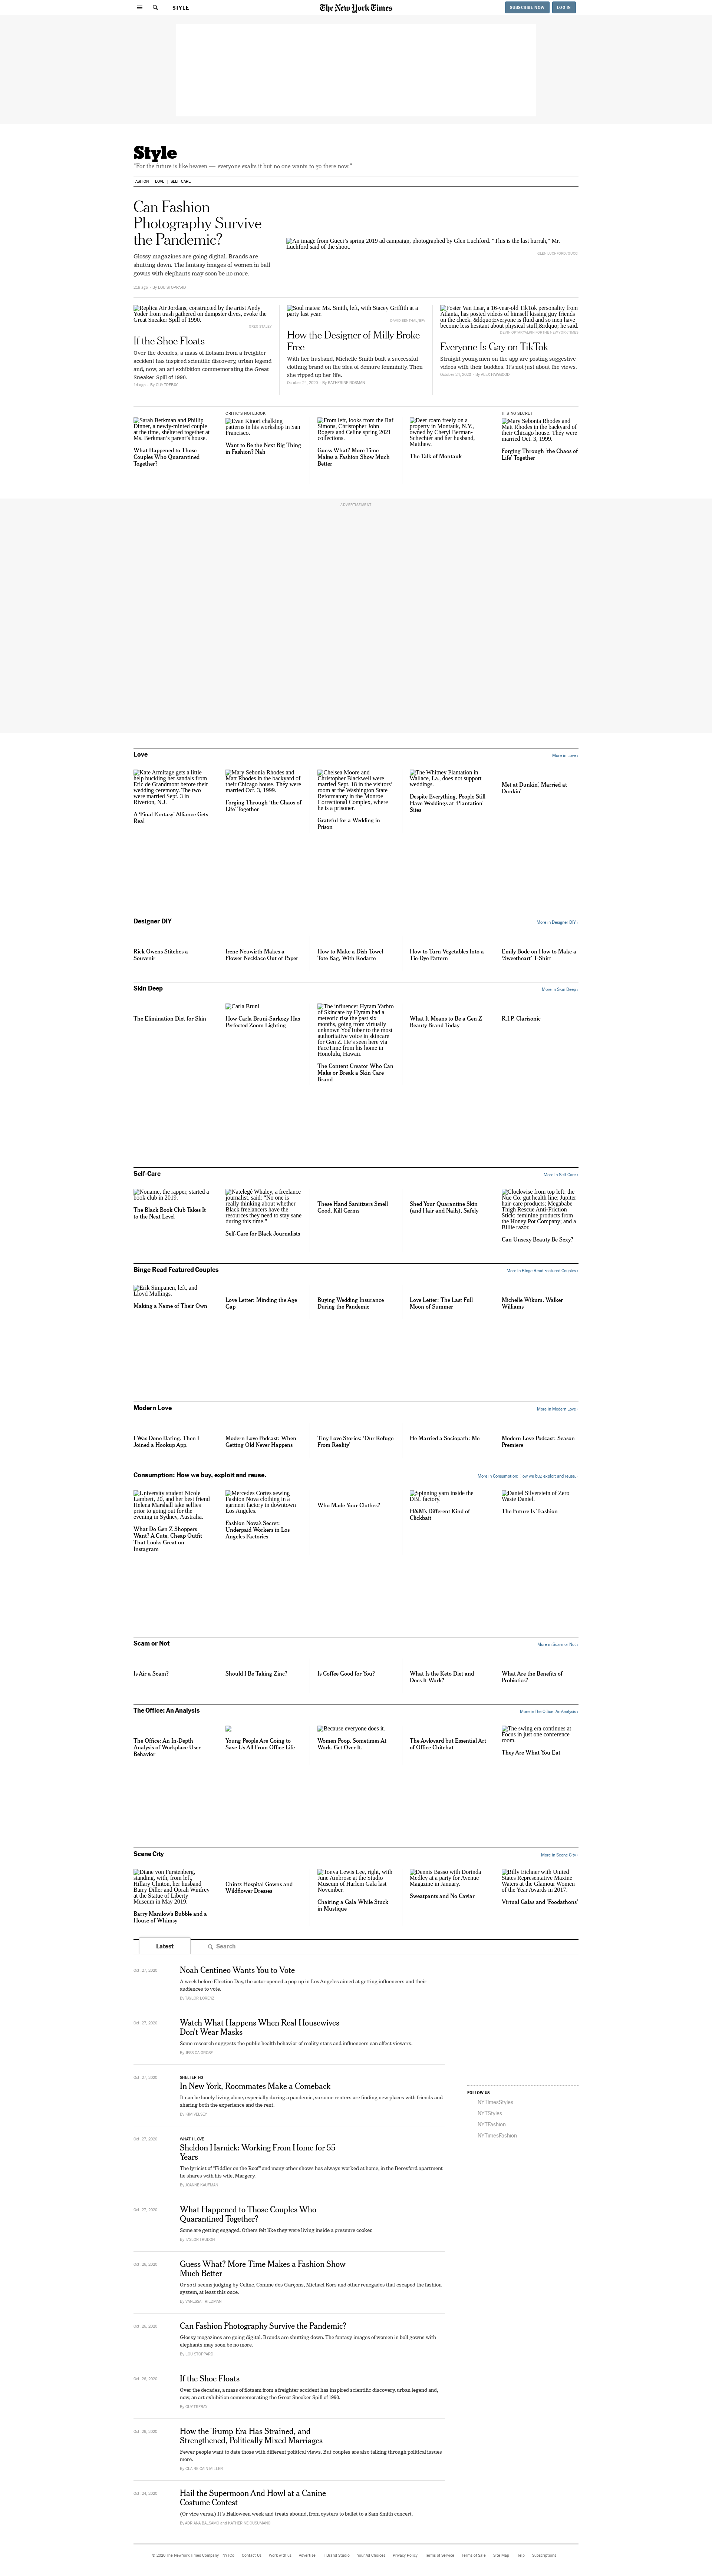 STYLE
The New York Times
SUBSCRIBE NOW
LOG IN
Style
"For the future is like heaven — everyone exalts it but no one wants to go there now."
FASHION
LOVE
SELF-CARE
Can Fashion
Photography Survive
the Pandemic?
Glossy magazines are going digital. Brands are
shutting down. The fantasy images of women in ball
gowns with elephants may soon be no more.
21h ago • By LOU STOPPARD
An image from Gucci's spring 2019 ad campaign, photographed by Glen Luchford. “This is the last hurrah,” Mr.
Luchford said of the shoot.
Replica Air Jordans, constructed by the artist Andy
Yoder from trash gathered on dumpster dives, evoke the
Great Sneaker Spill of 1990.
If the Shoe Floats
Over the decades, a mass of flotsam from a freighter
accident has inspired scientific discovery, urban legend
and, now, an art exhibition commemorating the Great
Sneaker Spill of 1990.
1d ago • By GUY TREBAY
Soul mates: Ms. Smith, left, with Stacey Griffith at a
party last year.
How the Designer of Milly Broke
Free
With her husband, Michelle Smith built a successful
clothing brand on the idea of demure femininity. Then
she ripped up her life.
October 24, 2020 • By KATHERINE ROSMAN
Foster Van Lear, a 16-year-old TikTok personality from
Atlanta, has posted videos of himself kissing guy friends
on the cheek. &ldquo;Everyone is fluid and so men have
become less hesitant about physical stuff,&rdquo; he said.
Everyone Is Gay on TikTok
Straight young men on the app are posting suggestive
videos with their buddies. It's not just about the views.
October 24, 2020 • By ALEX HAWGOOD
Sarah Berkman and Phillip
Dinner, a newly-minted couple
at the time, sheltered together at
Ms. Berkman's parent's house.
What Happened to Those
Couples Who Quarantined
Together?
CRITIC'S NOTEBOOK
Evan Kinori chalking
patterns in his workshop in San
Francisco.
Want to Be the Next Big Thing
in Fashion? Nah
From left, looks from the Raf
Simons, Christopher John
Rogers and Celine spring 2021
collections.
Guess What? More Time
Makes a Fashion Show Much
Better
Deer roam freely on a
property in Montauk, N.Y.,
owned by Cheryl Berman-
Schechter and her husband,
Matthew.
The Talk of Montauk
IT'S NO SECRET
Mary Sebonia Rhodes and
Matt Rhodes in the backyard of
their Chicago house. They were
married Oct. 3, 1999.
Forging Through ‘the Chaos of
Life’ Together
ADVERTISEMENT
Love
More in Love ›
Kate Armitage gets a little
help buckling her sandals from
Eric de Grandmont before their
wedding ceremony. The two
were married Sept. 3 in
Riverton, N.J.
A ‘Final Fantasy’ Alliance Gets
Real
Mary Sebonia Rhodes and
Matt Rhodes in the backyard of
their Chicago house. They were
married Oct. 3, 1999.
Forging Through ‘the Chaos of
Life’ Together
Chelsea Moore and
Christopher Blackwell were
married Sept. 18 in the visitors’
room at the Washington State
Reformatory in the Monroe
Correctional Complex, where
he is a prisoner.
Grateful for a Wedding in
Prison
The Whitney Plantation in
Wallace, La., does not support
weddings.
Despite Everything, People Still
Have Weddings at ‘Plantation’
Sites
Met at Dunkin’, Married at
Dunkin’
Designer DIY
More in Designer DIY ›
Rick Owens Stitches a
Souvenir
Irene Neuwirth Makes a
Flower Necklace Out of Paper
How to Make a Dish Towel
Tote Bag, With Rodarte
How to Turn Vegetables Into a
Tie-Dye Pattern
Emily Bode on How to Make a
‘Sweetheart’ T-Shirt
Skin Deep
More in Skin Deep ›
The Elimination Diet for Skin
Carla Bruni
How Carla Bruni-Sarkozy Has
Perfected Zoom Lighting
The influencer Hyram Yarbro
of Skincare by Hyram had a
meteoric rise the past six
months, going from virtually
unknown YouTuber to the most
authoritative voice in skincare
for Gen Z. He's seen here via
FaceTime from his home in
Honolulu, Hawaii.
The Content Creator Who Can
Make or Break a Skin Care
Brand
What It Means to Be a Gen Z
Beauty Brand Today
R.I.P. Clarisonic
Self-Care
More in Self-Care ›
Noname, the rapper, started a
book club in 2019.
The Black Book Club Takes It
to the Next Level
Natelegé Whaley, a freelance
journalist, said: “No one is
really thinking about whether
Black freelancers have the
resources they need to stay sane
during this time.”
Self-Care for Black Journalists
These Hand Sanitizers Smell
Good, Kill Germs
Shed Your Quarantine Skin
(and Hair and Nails), Safely
Clockwise from top left: the
Nue Co. gut health line; Jupiter
hair-care products; Megababe
Thigh Rescue Anti-Friction
Stick; feminine products from
the Honey Pot Company; and a
Billie razor.
Can Unsexy Beauty Be Sexy?
Binge Read Featured Couples
More in Binge Read Featured Couples ›
Erik Simpanen, left, and
Lloyd Mullings.
Making a Name of Their Own
Love Letter: Minding the Age
Gap
Buying Wedding Insurance
During the Pandemic
Love Letter: The Last Full
Moon of Summer
Michelle Wikum, Walker
Williams
Modern Love
More in Modern Love ›
I Was Done Dating. Then I
Joined a Hookup App.
Modern Love Podcast: When
Getting Old Never Happens
Tiny Love Stories: ‘Our Refuge
From Reality’
He Married a Sociopath: Me
Modern Love Podcast: Season
Premiere
Consumption: How we buy, exploit and reuse.
More in Consumption: How we buy, exploit and reuse. ›
University student Nicole
Lambert, 20, and her best friend
Helena Marshall take selfies
prior to going out for the
evening in Sydney, Australia.
What Do Gen Z Shoppers
Want? A Cute, Cheap Outfit
That Looks Great on
Instagram
Mercedes Cortes sewing
Fashion Nova clothing in a
garment factory in downtown
Los Angeles.
Fashion Nova's Secret:
Underpaid Workers in Los
Angeles Factories
Who Made Your Clothes?
Spinning yarn inside the
DBL factory.
H&M's Different Kind of
Clickbait
Daniel Silverstein of Zero
Waste Daniel.
The Future Is Trashion
Scam or Not
More in Scam or Not ›
Is Air a Scam?
Should I Be Taking Zinc?
Is Coffee Good for You?
What Is the Keto Diet and
Does It Work?
What Are the Benefits of
Probiotics?
The Office: An Analysis
More in The Office: An Analysis ›
The Office: An In-Depth
Analysis of Workplace User
Behavior
Young People Are Going to
Save Us All From Office Life
Because everyone does it.
Women Poop. Sometimes At
Work. Get Over It.
The Awkward but Essential Art
of Office Chitchat
The swing era continues at
Focus in just one conference
room.
They Are What You Eat
Scene City
More in Scene City ›
Diane von Furstenberg,
standing, with, from left,
Hillary Clinton, her husband
Barry Diller and Oprah Winfrey
at the Statue of Liberty
Museum in May 2019.
Barry Manilow's Bubble and a
House of Whimsy
Chintz Hospital Gowns and
Wildflower Dresses
Tonya Lewis Lee, right, with
June Ambrose at the Studio
Museum of Harlem Gala last
November.
Chairing a Gala While Stuck
in Mustique
Dennis Basso with Dorinda
Medley at a party for Avenue
Magazine in January.
Sweatpants and No Caviar
Billy Eichner with United
States Representative Maxine
Waters at the Glamour Women
of the Year Awards in 2017.
Virtual Galas and ‘Foodathons’
Latest
Search
Oct. 27, 2020
Noah Centineo Wants You to Vote
A week before Election Day, the actor opened a pop-up in Los Angeles aimed at getting influencers and their
audiences to vote.
By TAYLOR LORENZ
Oct. 27, 2020
Watch What Happens When Real Housewives
Don't Wear Masks
Some research suggests the public health behavior of reality stars and influencers can affect viewers.
By JESSICA GROSE
Oct. 27, 2020
SHELTERING
In New York, Roommates Make a Comeback
It can be lonely living alone, especially during a pandemic, so some renters are finding new places with friends and
sharing both the experience and the rent.
By KIM VELSEY
Oct. 27, 2020
WHAT I LOVE
Sheldon Harnick: Working From Home for 55
Years
The lyricist of “Fiddler on the Roof” and many other shows has always worked at home, in the Beresford apartment
he shares with his wife, Margery.
By JOANNE KAUFMAN
Oct. 27, 2020
What Happened to Those Couples Who
Quarantined Together?
Some are getting engaged. Others felt like they were living inside a pressure cooker.
By TAYLOR TRUDON
Oct. 26, 2020
Guess What? More Time Makes a Fashion Show
Much Better
Or so it seems judging by Celine, Comme des Garçons, Michael Kors and other renegades that escaped the fashion
system, at least this once.
By VANESSA FRIEDMAN
Oct. 26, 2020
Can Fashion Photography Survive the Pandemic?
Glossy magazines are going digital. Brands are shutting down. The fantasy images of women in ball gowns with
elephants may soon be no more.
By LOU STOPPARD
Oct. 26, 2020
If the Shoe Floats
Over the decades, a mass of flotsam from a freighter accident has inspired scientific discovery, urban legend and,
now, an art exhibition commemorating the Great Sneaker Spill of 1990.
By GUY TREBAY
Oct. 26, 2020
How the Trump Era Has Strained, and
Strengthened, Politically Mixed Marriages
Fewer people want to date those with different political views. But couples are also talking through political issues
more.
By CLAIRE CAIN MILLER
Oct. 24, 2020
Hail the Supermoon And Howl at a Canine
Costume Contest
(Or vice versa.) It's Halloween week and treats abound, from oysters to ballet to a Sam Smith concert.
By ADRIANA BALSAMO and KATHERINE CUSUMANO
FOLLOW US
NYTimesStyles
NYTStyles
NYTFashion
NYTimesFashion
© 2020 The New York Times Company
NYTCo
Contact Us
Work with us
Advertise
T Brand Studio
Your Ad Choices
Privacy Policy
Terms of Service
Terms of Sale
Site Map
Help
Subscriptions